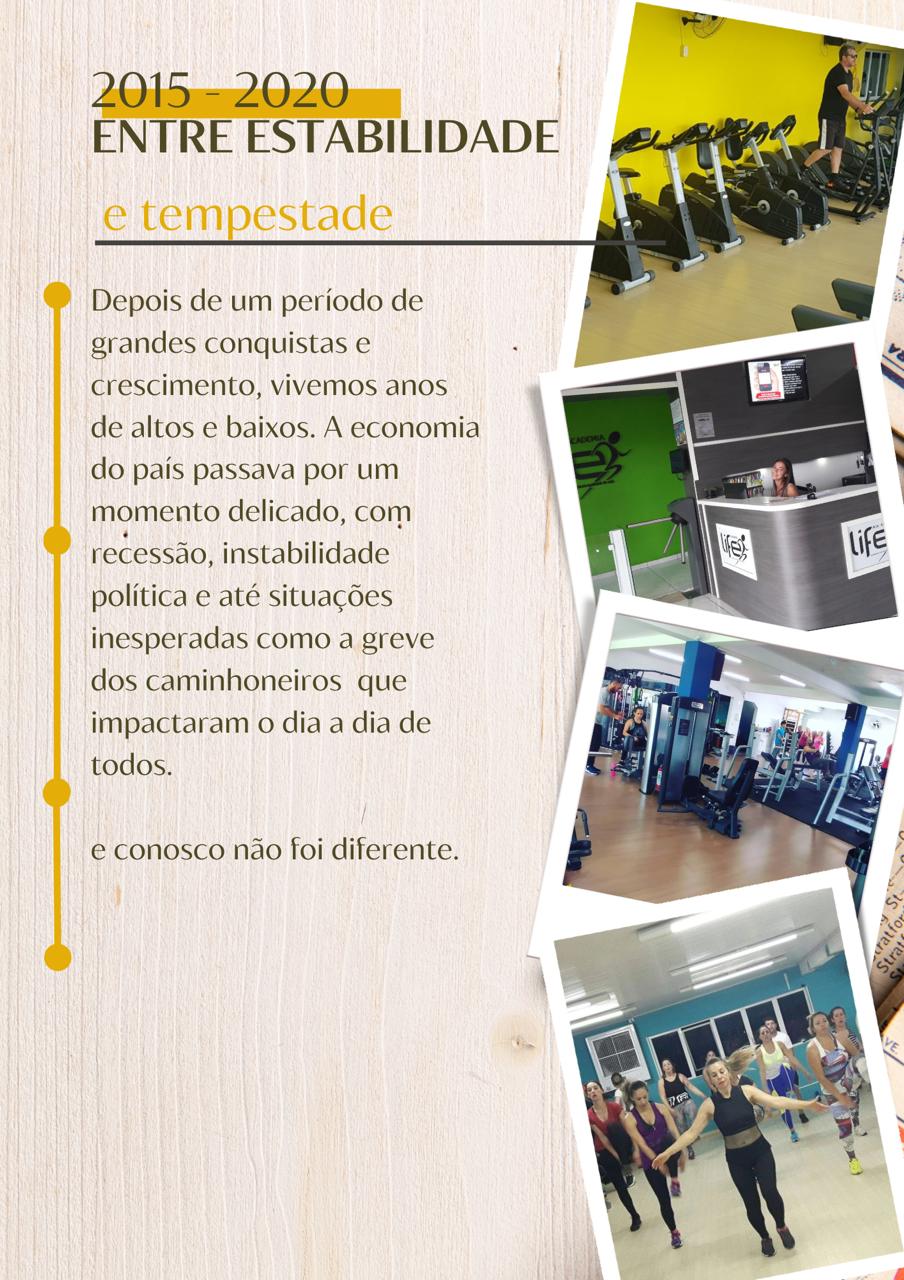 2015 - 2020
ENTRE ESTABILIDADE
e tempestade
Depois de um período de
grandes conquistas e
crescimento, vivemos anos
de altos e baixos. A economia
do país passava por um
momento delicado, com
recessão, instabilidade
política e até situações
inesperadas como a greve
dos caminhoneiros  que
impactaram o dia a dia de
todos.
e conosco não foi diferente.
life
life